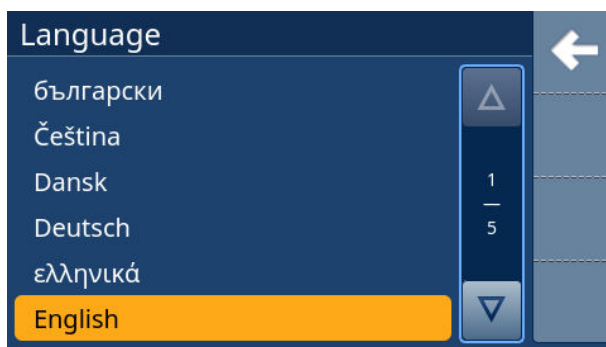 Language
български
Čeština
Dansk
Deutsch
ελληνικά
English
1
5